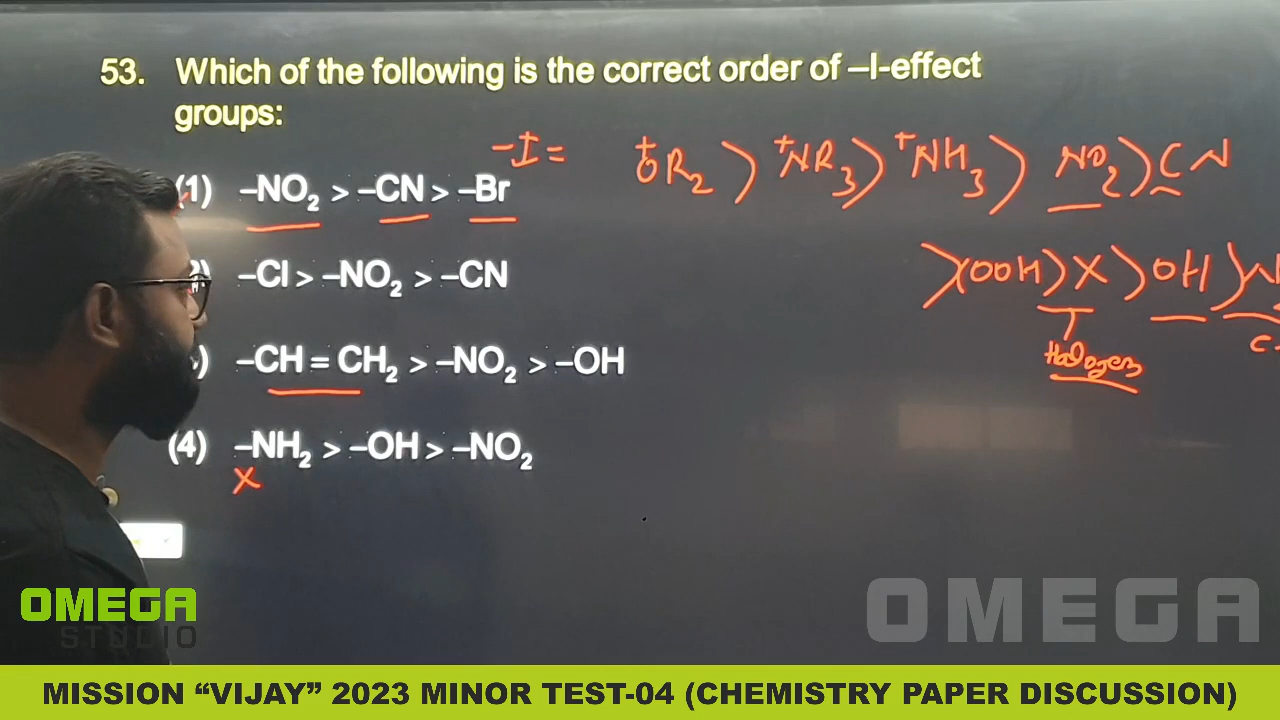 53. Which of the following is the correct order of –I-effect
groups:
-I = +OR₂ > +NR₃ > +NH₃ > NO₂ > CN
(1) –NO₂ > –CN > –Br
> COOH > X > OH >
Halogen
–Cl > –NO₂ > –CN
–CH = CH₂ > –NO₂ > –OH
(4) –NH₂ > –OH > –NO₂
x
OMEGA
STUDIO
OMEGA
MISSION “VIJAY” 2023 MINOR TEST-04 (CHEMISTRY PAPER DISCUSSION)